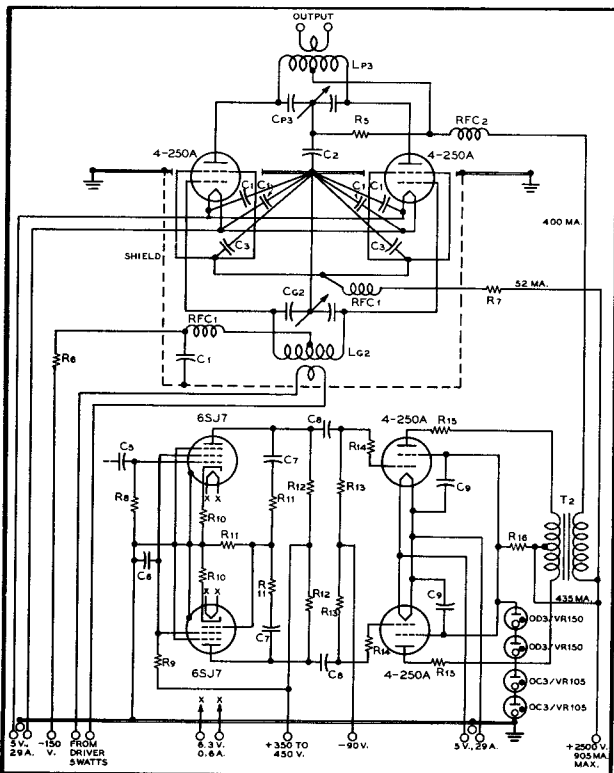 OUTPUT
LP3
CP3
R5
RFC2
4-250A
C2
4-250A
C1
C1
C1
C1
400 MA.
C3
C3
SHIELD
52 MA.
RFC1
R7
CG2
RFC1
R6
C1
LG2
6SJ7
C8
4-250A
R15
C5
C7
R14
R12
R13
C9
T2
R8
R11
R10
R11
R16
C6
R10
R11
R12
R13
C9
435 MA.
OD3/VR150
C7
OD3/VR150
R9
6SJ7
C8
R14
4-250A
R15
OC3/VR105
OC3/VR105
X X
X X
X X
5 V., 29 A.
-150 V.
FROM DRIVER 5 WATTS
6.3 V. 0.6 A.
+350 TO 450 V.
-90 V.
5 V., 29 A.
+2500 V. 905 MA. MAX.